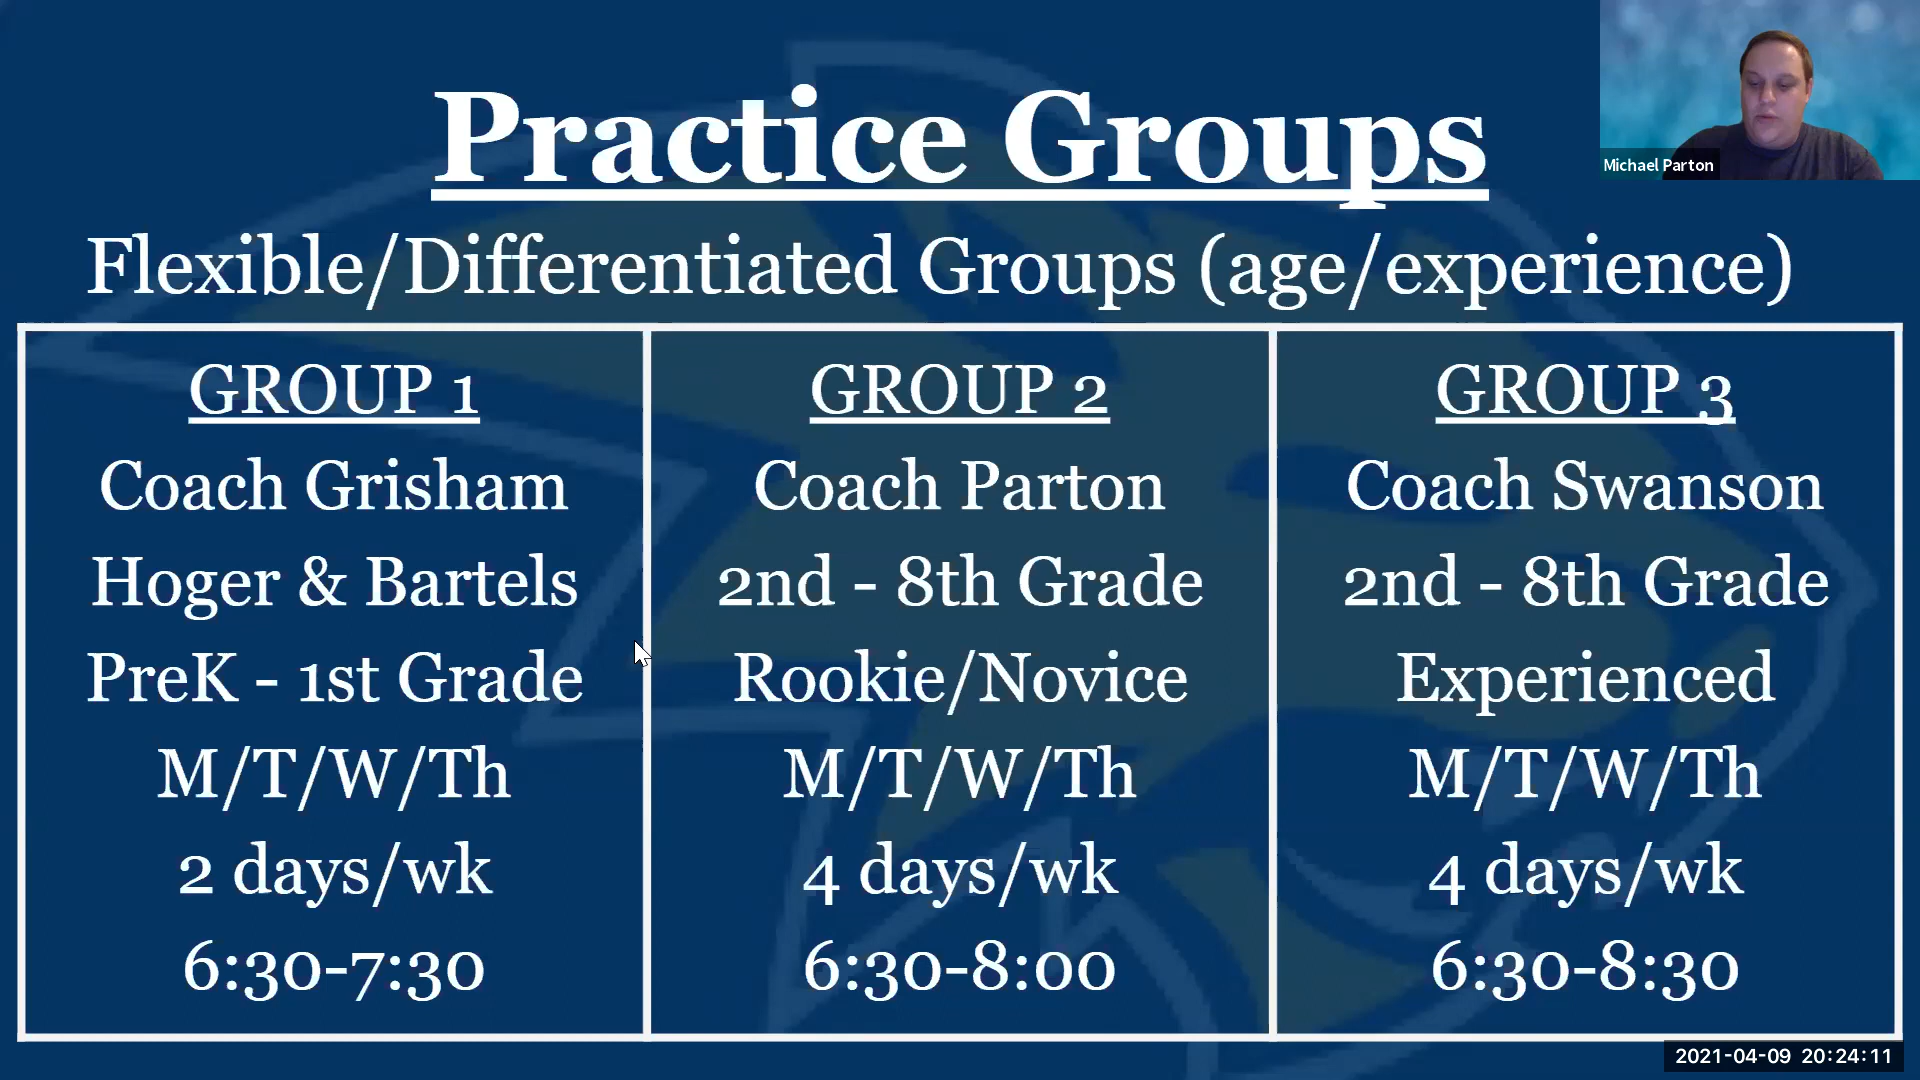 Practice Groups
Michael Parton
Flexible/Differentiated Groups (age/experience)
GROUP 1
Coach Grisham
Hoger & Bartels
PreK - 1st Grade
M/T/W/Th
2 days/wk
6:30-7:30
GROUP 2
Coach Parton
2nd - 8th Grade
Rookie/Novice
M/T/W/Th
4 days/wk
6:30-8:00
GROUP 3
Coach Swanson
2nd - 8th Grade
Experienced
M/T/W/Th
4 days/wk
6:30-8:30
2021-04-09 20:24:11